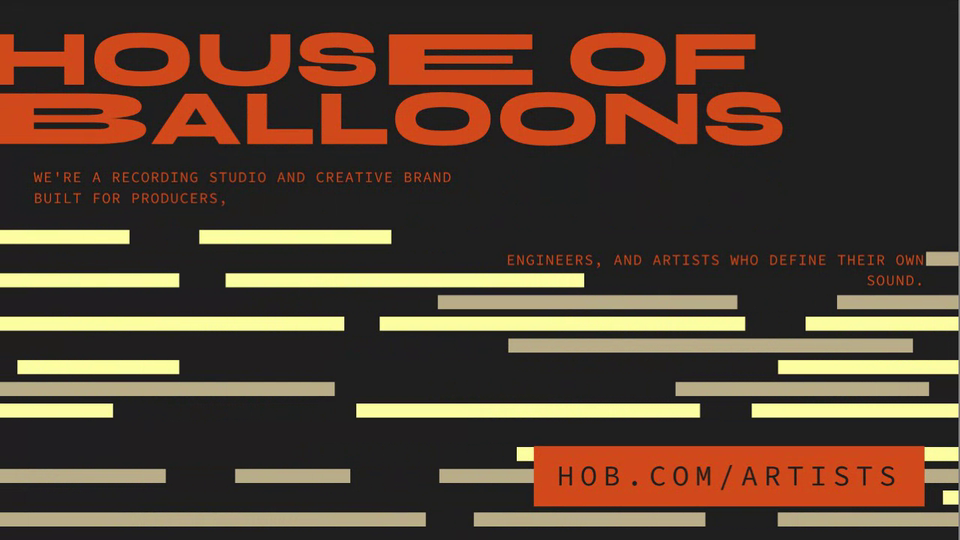 HOUSE OF
BALLOONS
WE'RE A RECORDING STUDIO AND CREATIVE BRAND
BUILT FOR PRODUCERS,
ENGINEERS, AND ARTISTS WHO DEFINE THEIR OWN
SOUND.
HOB.COM/ARTISTS